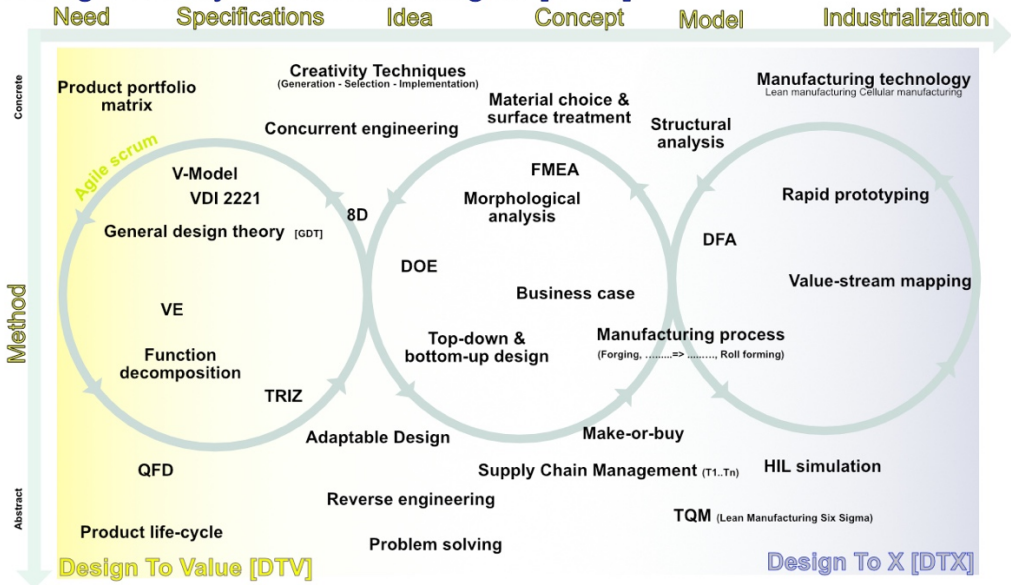 Need Specifications Idea Concept Model Industrialization
Concrete
Method
Abstract
Product portfolio
matrix
Creativity Techniques
(Generation - Selection - Implementation)
Concurrent engineering
Material choice &
surface treatment
Structural
analysis
Manufacturing technology
Lean manufacturing Cellular manufacturing
Agile scrum
V-Model
VDI 2221
General design theory [GDT]
8D
VE
Function
decomposition
TRIZ
FMEA
Morphological
analysis
DOE
Business case
Top-down &
bottom-up design
Manufacturing process
(Forging, .........=> ........., Roll forming)
Rapid prototyping
DFA
Value-stream mapping
Adaptable Design
Make-or-buy
QFD
Supply Chain Management (T1..Tn)
HIL simulation
Reverse engineering
TQM (Lean Manufacturing Six Sigma)
Product life-cycle
Problem solving
Design To Value [DTV]
Design To X [DTX]